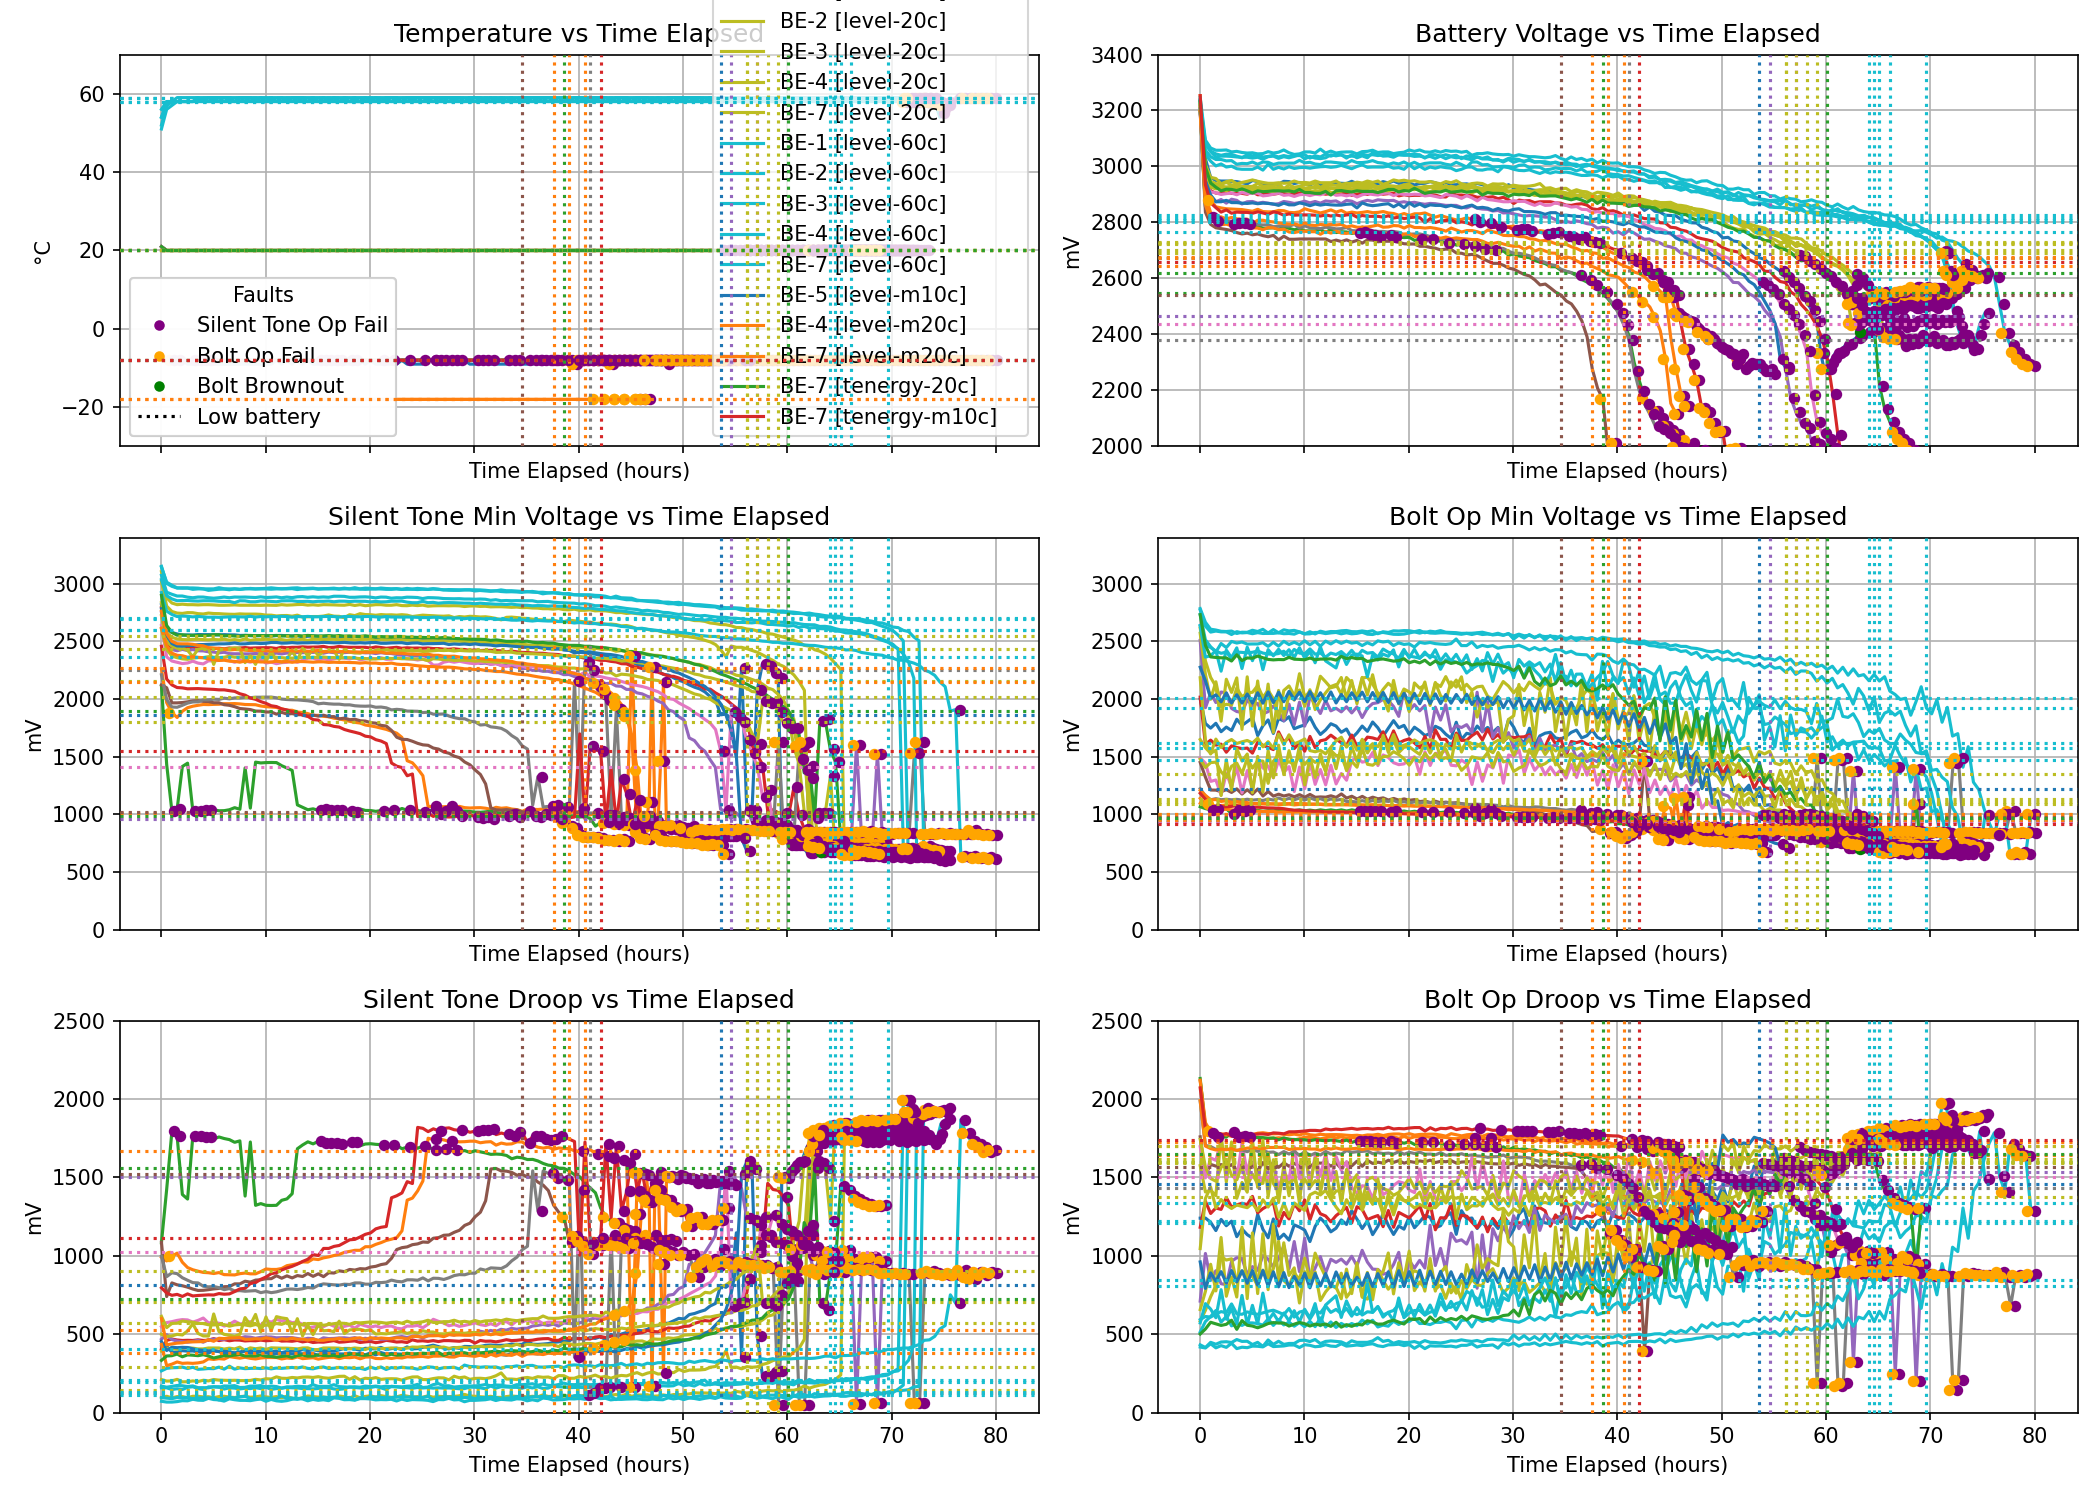 Temperature vs Time Elapsed
BE-2 [level-20c]
BE-3 [level-20c]
BE-4 [level-20c]
BE-7 [level-20c]
BE-1 [level-60c]
BE-2 [level-60c]
BE-3 [level-60c]
BE-4 [level-60c]
BE-7 [level-60c]
BE-5 [level-m10c]
BE-4 [level-m20c]
BE-7 [level-m20c]
BE-7 [tenergy-20c]
BE-7 [tenergy-m10c]
60
40
20
0
−20
°C
Faults
Silent Tone Op Fail
Bolt Op Fail
Bolt Brownout
Low battery
Time Elapsed (hours)
Battery Voltage vs Time Elapsed
3400
3200
3000
2800
2600
2400
2200
2000
mV
Time Elapsed (hours)
Silent Tone Min Voltage vs Time Elapsed
3000
2500
2000
1500
1000
500
0
mV
Time Elapsed (hours)
Bolt Op Min Voltage vs Time Elapsed
3000
2500
2000
1500
1000
500
0
mV
Time Elapsed (hours)
Silent Tone Droop vs Time Elapsed
2500
2000
1500
1000
500
0
mV
0 10 20 30 40 50 60 70 80
Time Elapsed (hours)
Bolt Op Droop vs Time Elapsed
2500
2000
1500
1000
500
0
mV
0 10 20 30 40 50 60 70 80
Time Elapsed (hours)